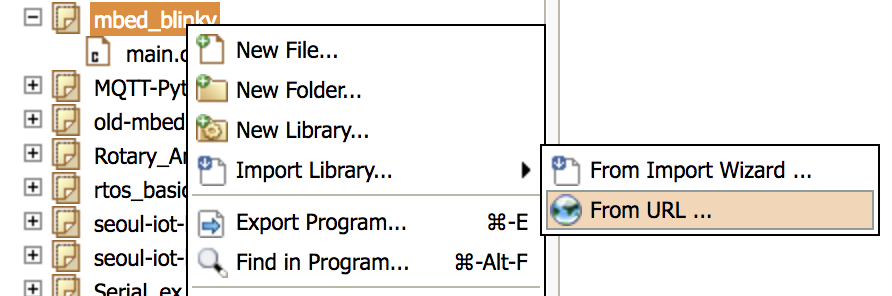 mbed_blinky
main.c
MQTT-Pyt
old-mbed
Rotary_An
rtos_basic
seoul-iot-
seoul-iot-
Serial_ex
New File...
New Folder...
New Library...
Import Library...
Export Program... ⌘-E
Find in Program... ⌘-Alt-F
From Import Wizard ...
From URL ...